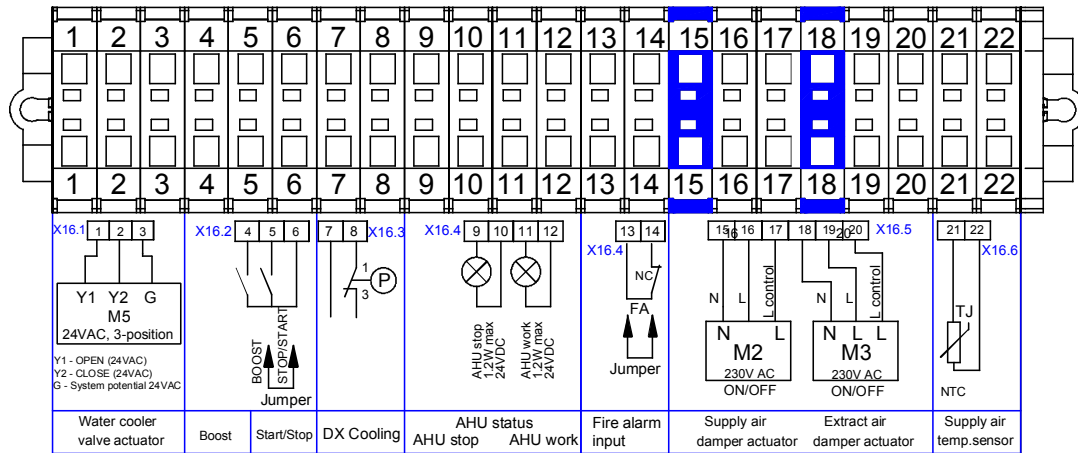 1 2 3 4 5 6 7 8 9 10 11 12 13 14 15 16 17 18 19 20 21 22
1 2 3 4 5 6 7 8 9 10 11 12 13 14 15 16 17 18 19 20 21 22
X16.1 1 2 3
X16.2 4 5 6
7 8 X16.3
X16.4 9 10 11 12
X16.4
13 14
15 16 16 17 18 19 20 20 X16.5
21 22 X16.6
Y1 Y2 G
M5
24VAC, 3-position
Y1 - OPEN (24VAC)
Y2 - CLOSE (24VAC)
G - System potential 24VAC
BOOST
STOP/START
Jumper
1
3
P
AHU stop
1.2W max
24VDC
AHU work
1.2W max
24VDC
NC
FA
Jumper
N L L control
N L L
M2
230V AC
ON/OFF
N L L control
N L L
M3
230V AC
ON/OFF
TJ
NTC
Water cooler
valve actuator
Boost
Start/Stop
DX Cooling
AHU status
AHU stop AHU work
Fire alarm
input
Supply air
damper actuator
Extract air
damper actuator
Supply air
temp.sensor